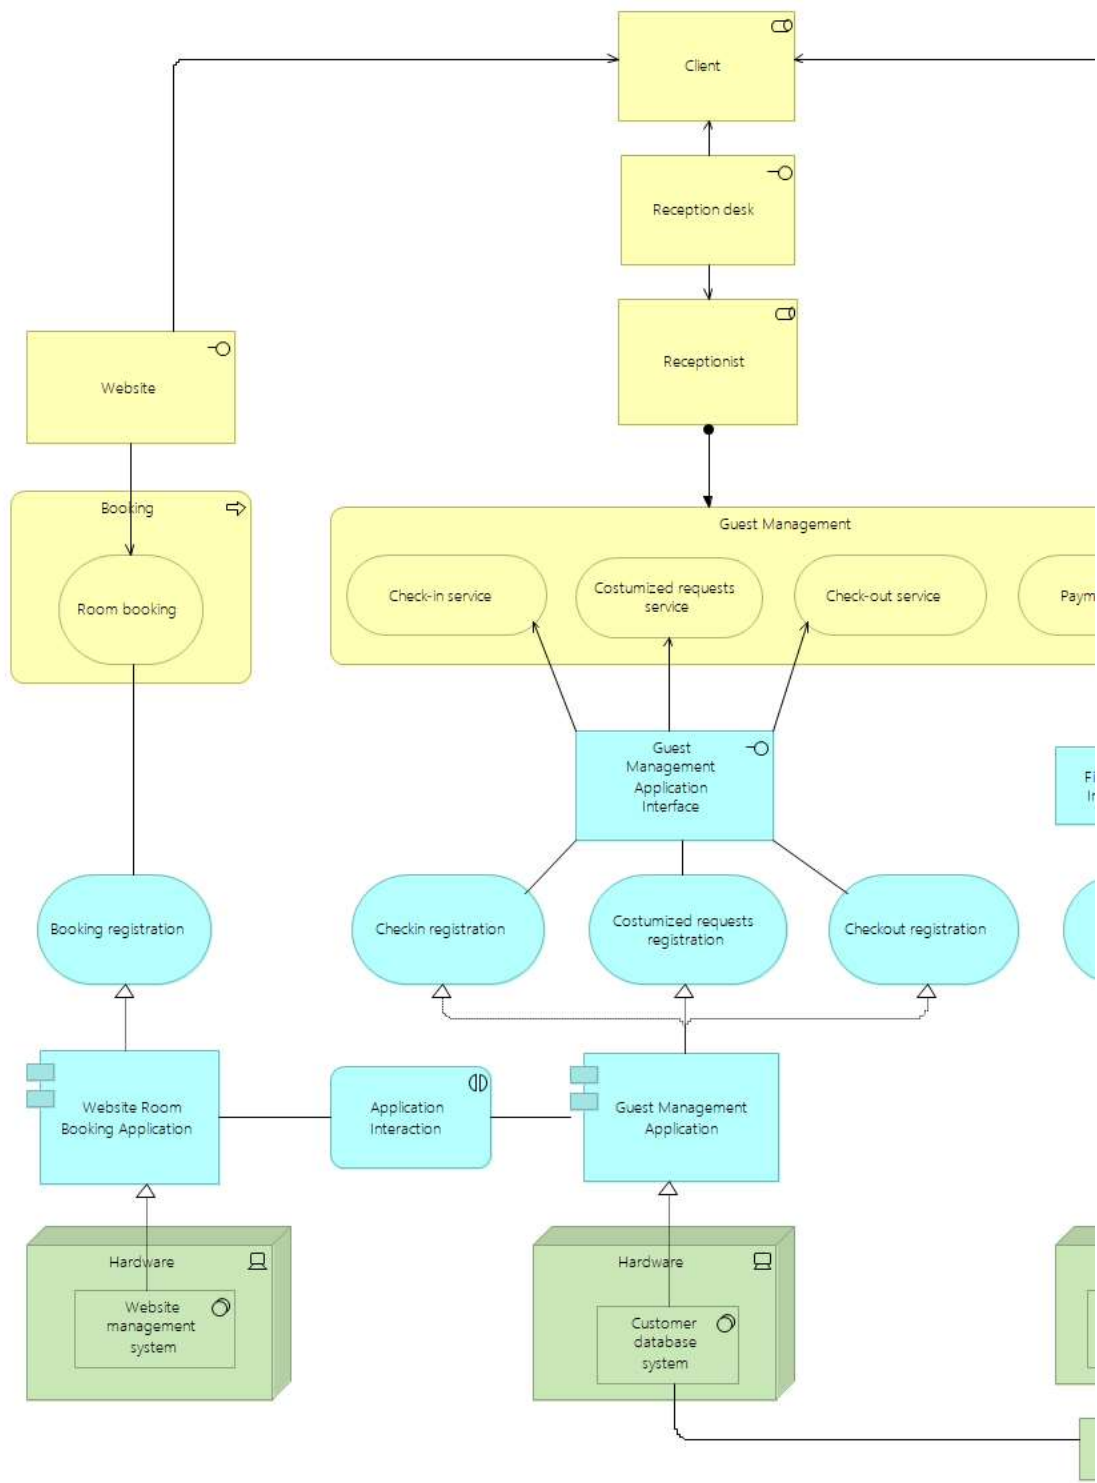 Client
Reception desk
Receptionist
Website
Booking
Guest Management
Room booking
Check-in service
Costumized requests
service
Check-out service
Guest
Management
Application
Interface
Booking registration
Checkin registration
Costumized requests
registration
Checkout registration
Website Room
Booking Application
Application
Interaction
Guest Management
Application
Hardware
Website
management
system
Hardware
Customer
database
system